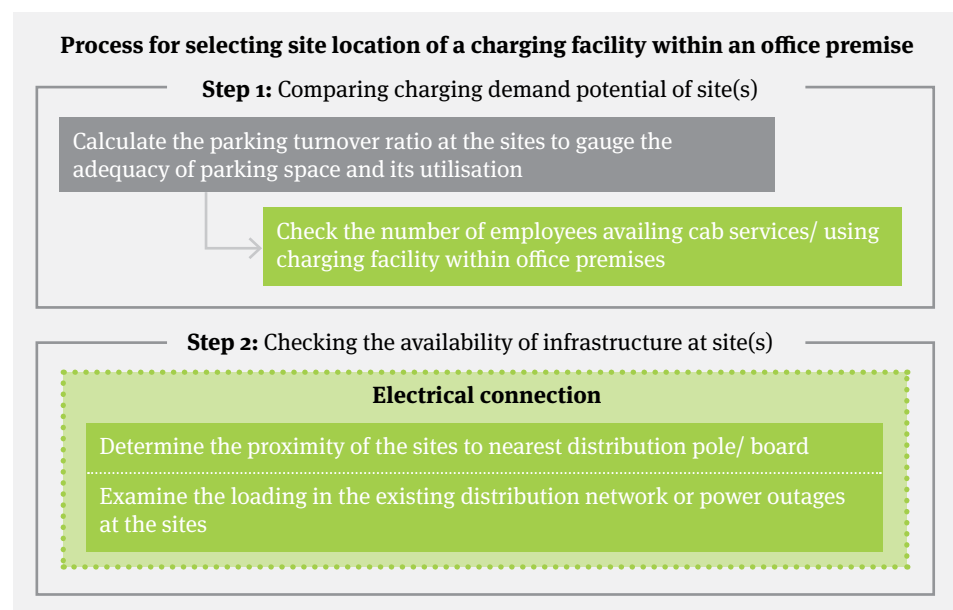 Process for selecting site location of a charging facility within an office premise
Step 1: Comparing charging demand potential of site(s)
Calculate the parking turnover ratio at the sites to gauge the
adequacy of parking space and its utilisation
Check the number of employees availing cab services/ using
charging facility within office premises
Step 2: Checking the availability of infrastructure at site(s)
Electrical connection
Determine the proximity of the sites to nearest distribution pole/ board
Examine the loading in the existing distribution network or power outages
at the sites